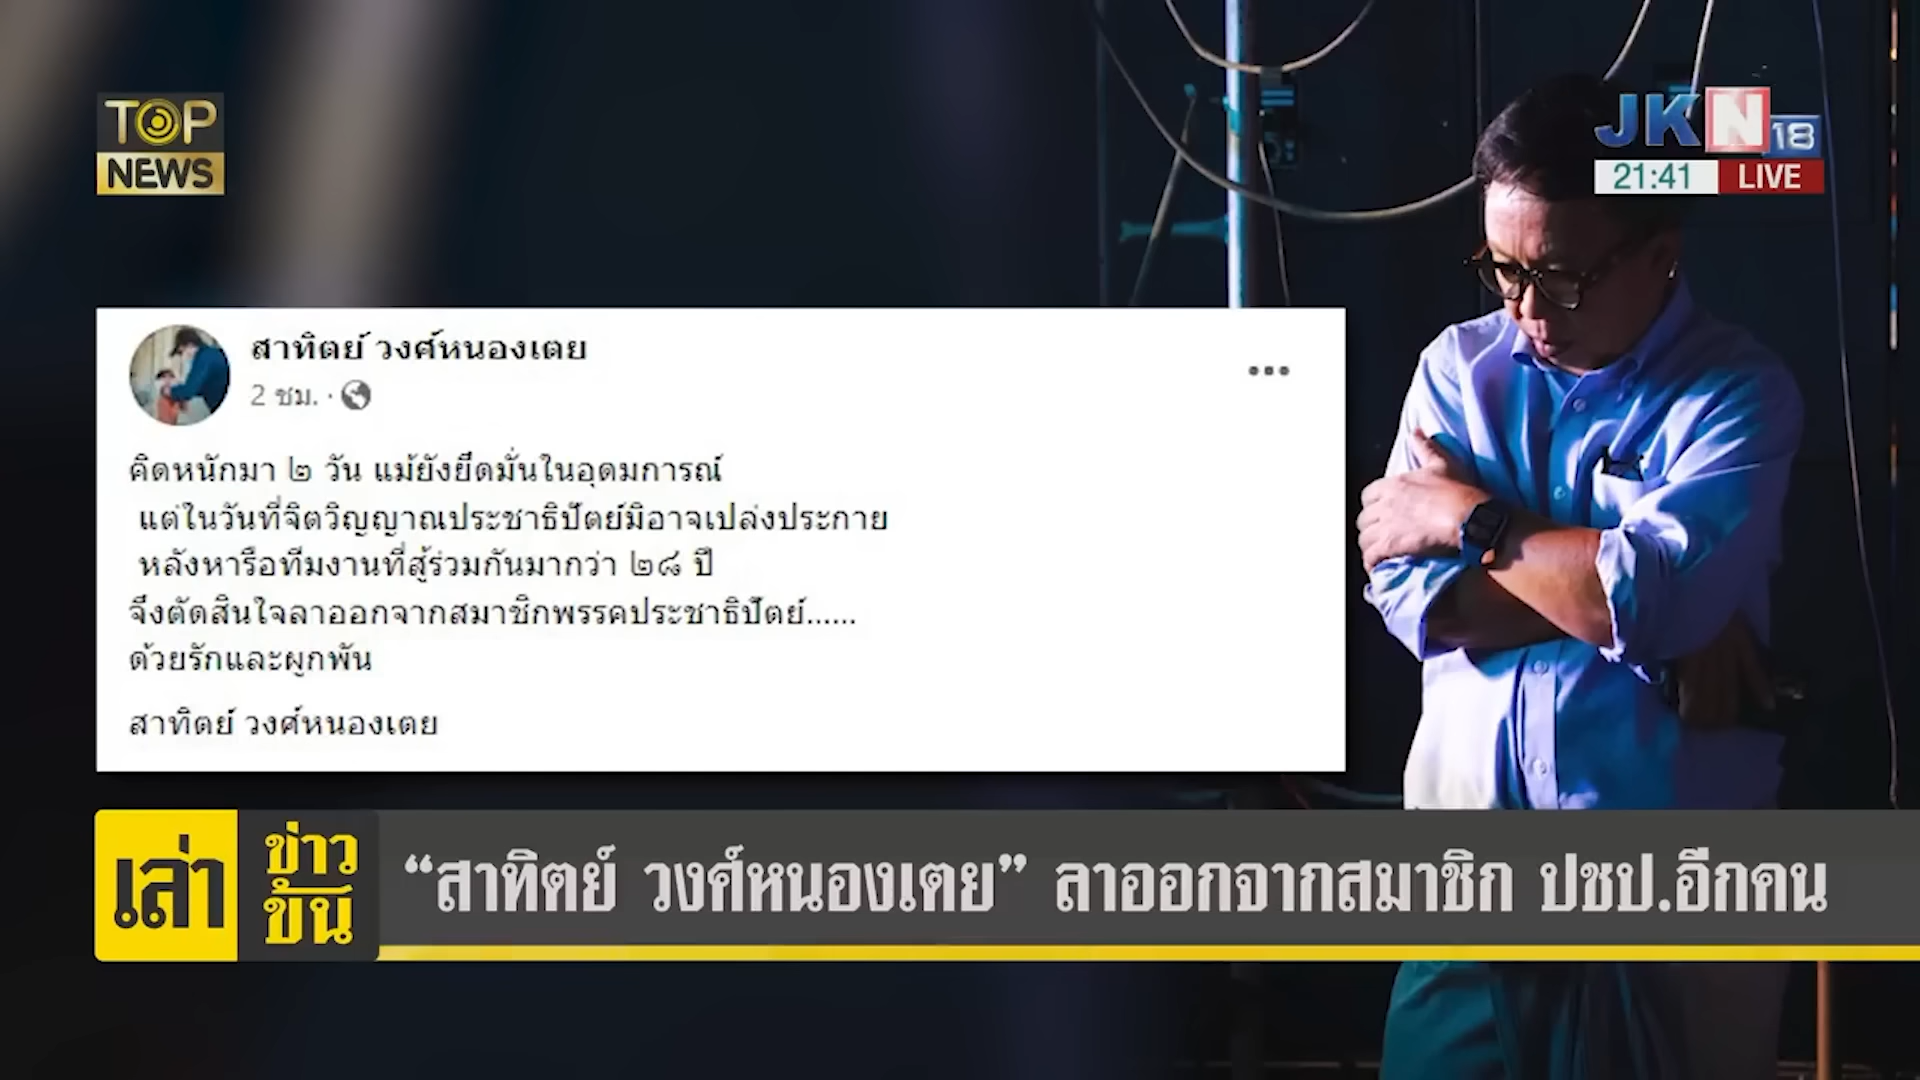 TOP
NEWS
JKN18
21:41 LIVE
สาทิตย์ วงศ์หนองเตย
2 ชม. ·
คิดหนักมา ๒ วัน แม้ยังยึดมั่นในอุดมการณ์
แต่ในวันที่จิตวิญญาณประชาธิปัตย์มิอาจเปล่งประกาย
หลังหารือทีมงานที่สู้ร่วมกันมากว่า ๒๘ ปี
จึงตัดสินใจลาออกจากสมาชิกพรรคประชาธิปัตย์......
ด้วยรักและผูกพัน
สาทิตย์ วงศ์หนองเตย
เล่า
ข่าว
ข้น
“สาทิตย์ วงศ์หนองเตย” ลาออกจากสมาชิก ปชป.อีกคน